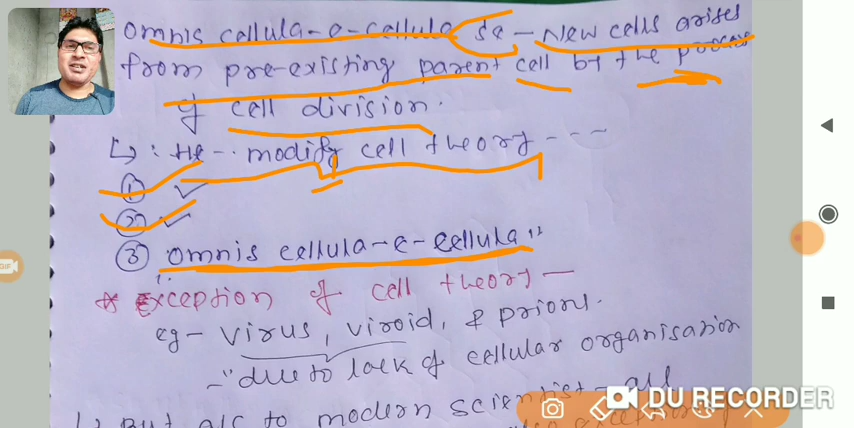 Omnis cellula-e-cellula se - New cells arises
from pre-existing parent cell by the process
of cell division.
↳ : He -- modify cell theory - - -
① ✓
② ✓
③ Omnis cellula-e-cellula"
* Exception of cell theory —
eg- Virus, viroid, & prions.
-"due to lack of cellular organisation
But a/c to modern scientist - all
DU RECORDER